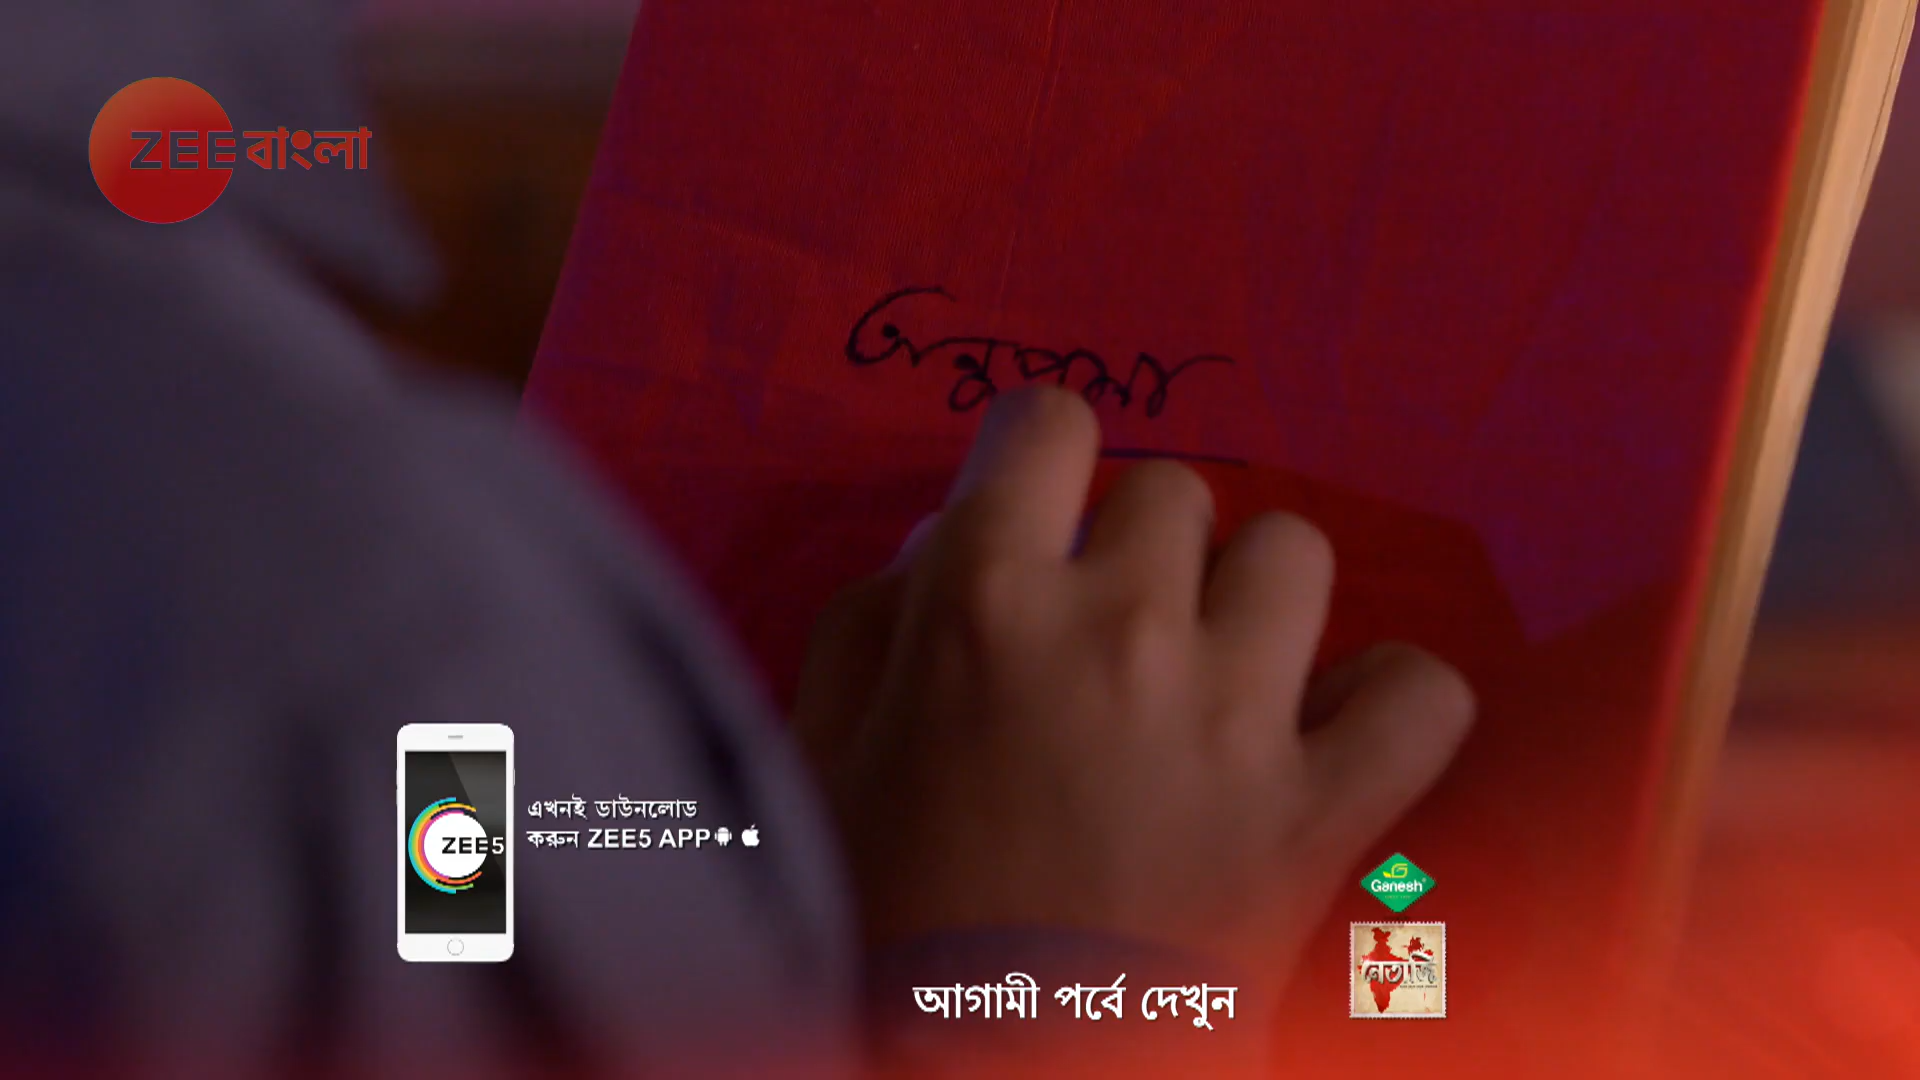 ZEE বাংলা
অনুপমা
ZEE5
এখনই ডাউনলোড
করুন ZEE5 APP
Ganesh
নেতাজি
আগামী পর্বে দেখুন